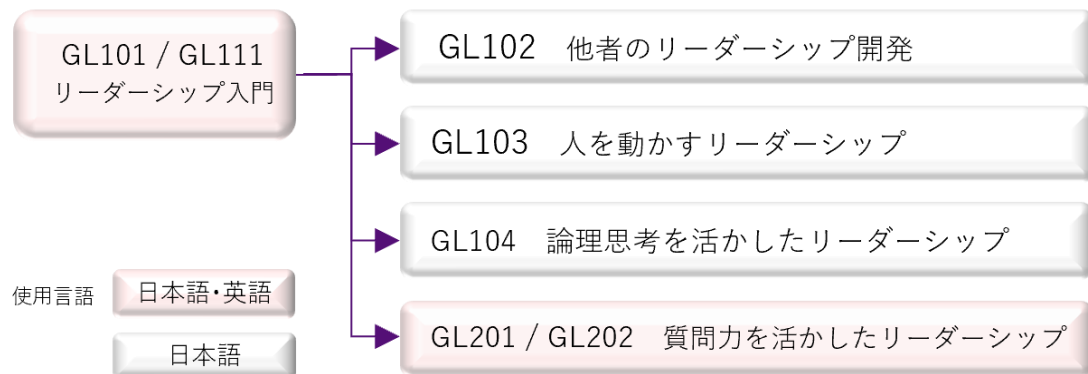 GL101 / GL111
リーダーシップ入門
GL102 他者のリーダーシップ開発
GL103 人を動かすリーダーシップ
GL104 論理思考を活かしたリーダーシップ
GL201 / GL202 質問力を活かしたリーダーシップ
使用言語
日本語・英語
日本語